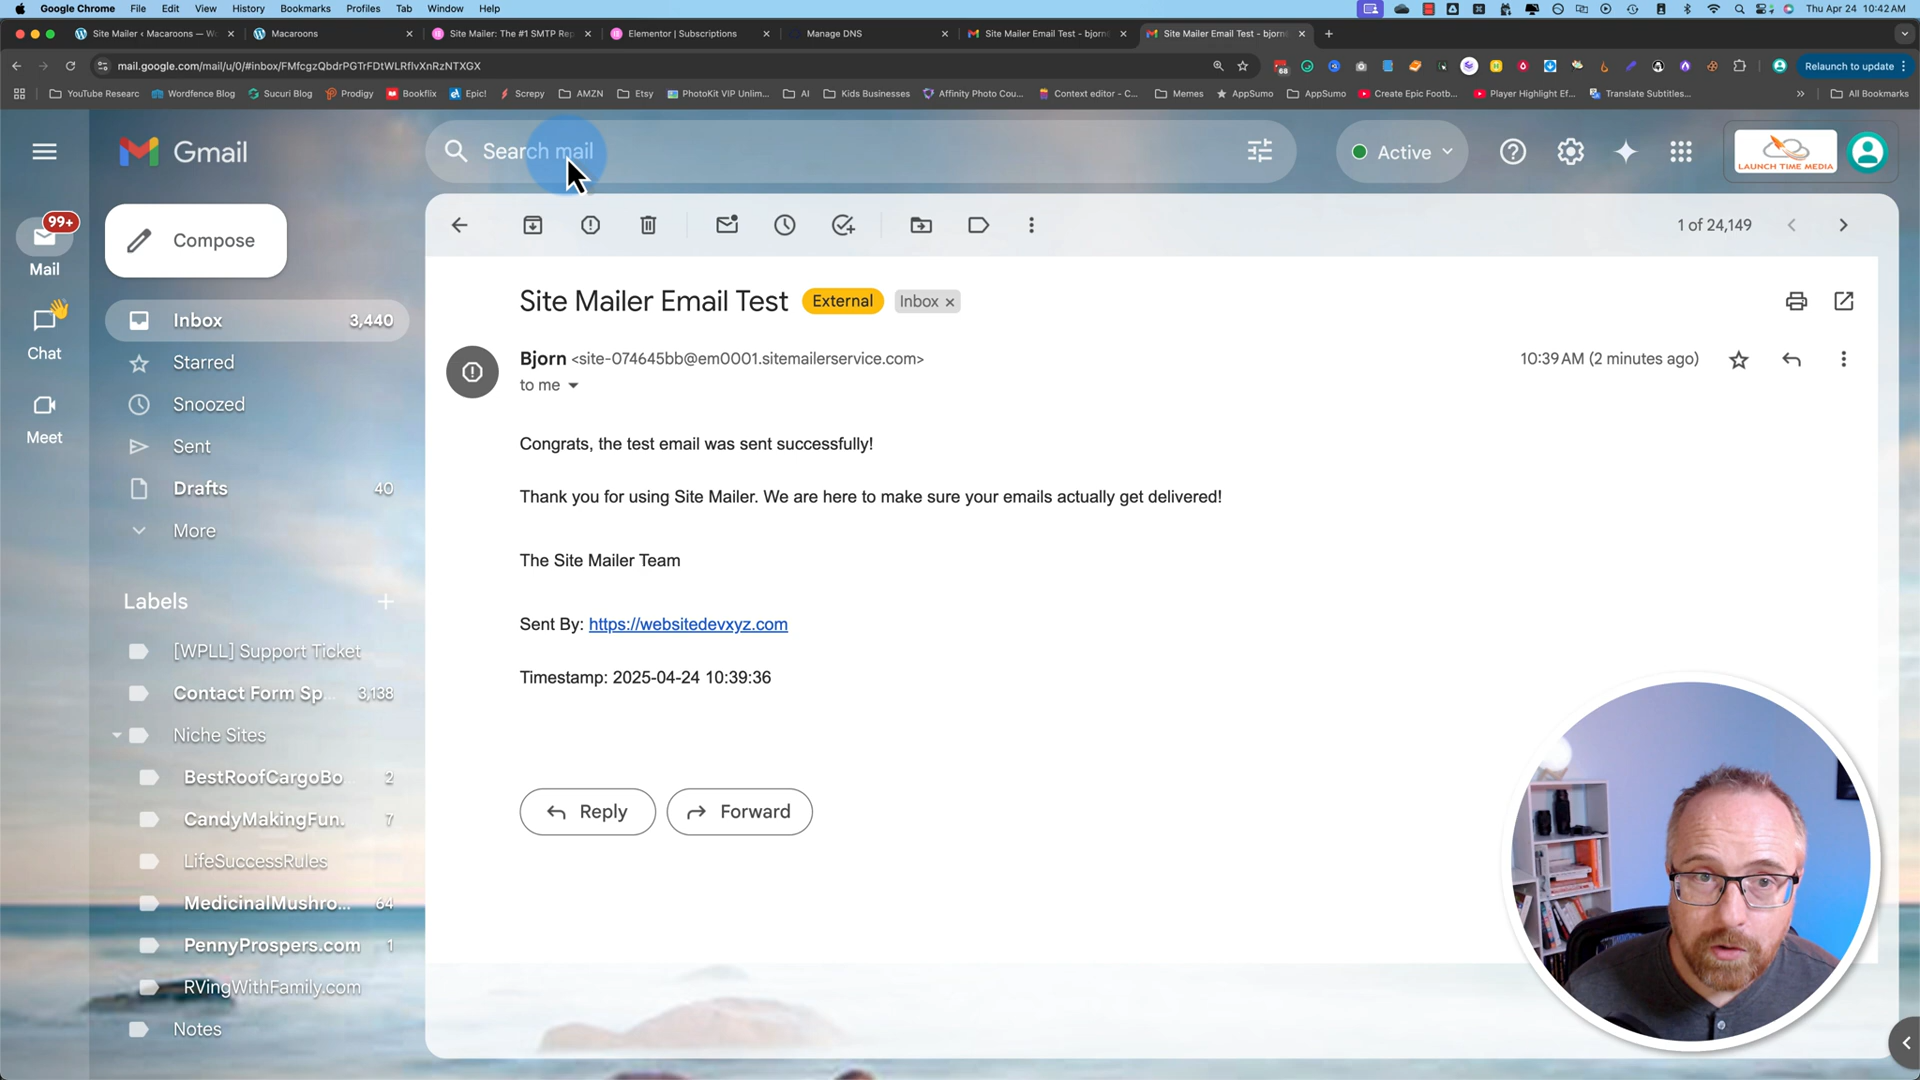 Google Chrome File Edit View History Bookmarks Profiles Tab Window Help Thu Apr 24 10:42 AM
Site Mailer ‹ Macaroons — W Macaroons Site Mailer: The #1 SMTP Rep Elementor | Subscriptions Manage DNS Site Mailer Email Test - bjorn Site Mailer Email Test - bjorn
mail.google.com/mail/u/0/#inbox/FMfcgzQbdrPGTrFDtWLRflvXnRzNTXGX 68 Relaunch to update
YouTube Researc Wordfence Blog Sucuri Blog Prodigy Bookflix Epic! Screpy AMZN Etsy PhotoKit VIP Unlim... AI Kids Businesses Affinity Photo Cou... Context editor - C... Memes AppSumo AppSumo Create Epic Footb... Player Highlight Ef... Translate Subtitles... » All Bookmarks
Gmail
Search mail
Active
LAUNCH TIME MEDIA
99+
Mail
Chat
Meet
Compose
Inbox 3,440
Starred
Snoozed
Sent
Drafts 40
More
Labels +
[WPLL] Support Ticket
Contact Form Sp... 3,138
Niche Sites
BestRoofCargoBo 2
CandyMakingFun. 7
LifeSuccessRules
MedicinalMushro... 64
PennyProspers.com 1
RVingWithFamily.com
Notes
1 of 24,149
Site Mailer Email Test External Inbox ×
Bjorn <site-074645bb@em0001.sitemailerservice.com> 10:39 AM (2 minutes ago)
to me
Congrats, the test email was sent successfully!
Thank you for using Site Mailer. We are here to make sure your emails actually get delivered!
The Site Mailer Team
Sent By: https://websitedevxyz.com
Timestamp: 2025-04-24 10:39:36
Reply Forward